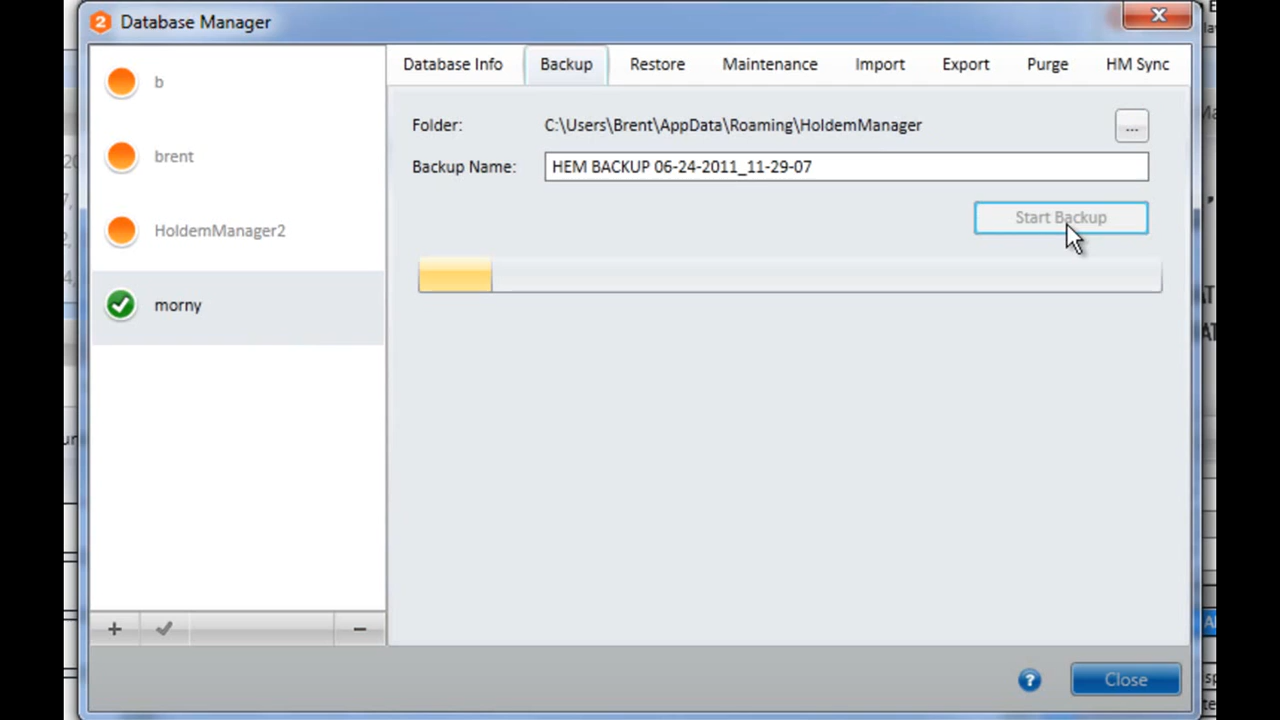 2 Database Manager
b
brent
HoldemManager2
morny
Database Info Backup Restore Maintenance Import Export Purge HM Sync
Folder: C:\Users\Brent\AppData\Roaming\HoldemManager ...
Backup Name: HEM BACKUP 06-24-2011_11-29-07
Start Backup
? Close